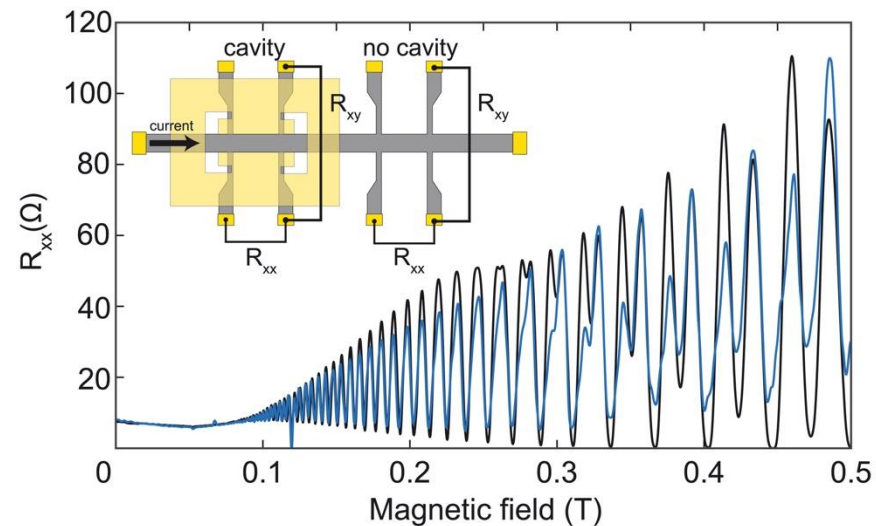 120
100
80
60
40
20
R_xx(Ω)
cavity
no cavity
current
R_xy
R_xy
R_xx
R_xx
0
0.1
0.2
0.3
0.4
0.5
Magnetic field (T)